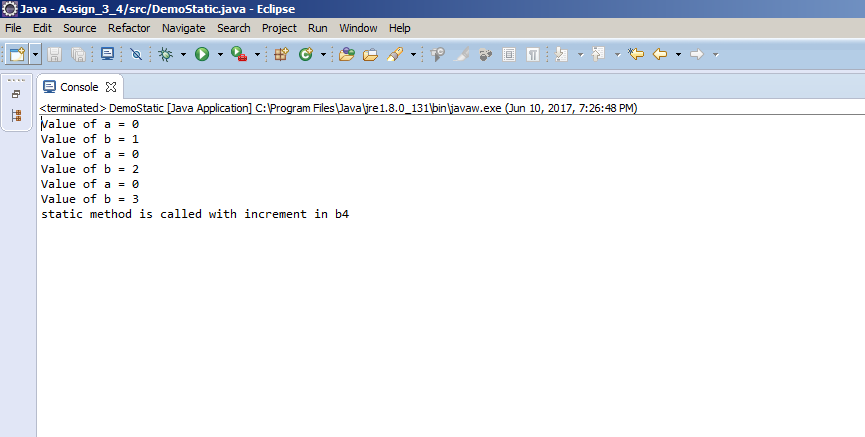 Java - Assign_3_4/src/DemoStatic.java - Eclipse
File Edit Source Refactor Navigate Search Project Run Window Help
Console
<terminated> DemoStatic [Java Application] C:\Program Files\Java\jre1.8.0_131\bin\javaw.exe (Jun 10, 2017, 7:26:48 PM)
Value of a = 0
Value of b = 1
Value of a = 0
Value of b = 2
Value of a = 0
Value of b = 3
static method is called with increment in b4